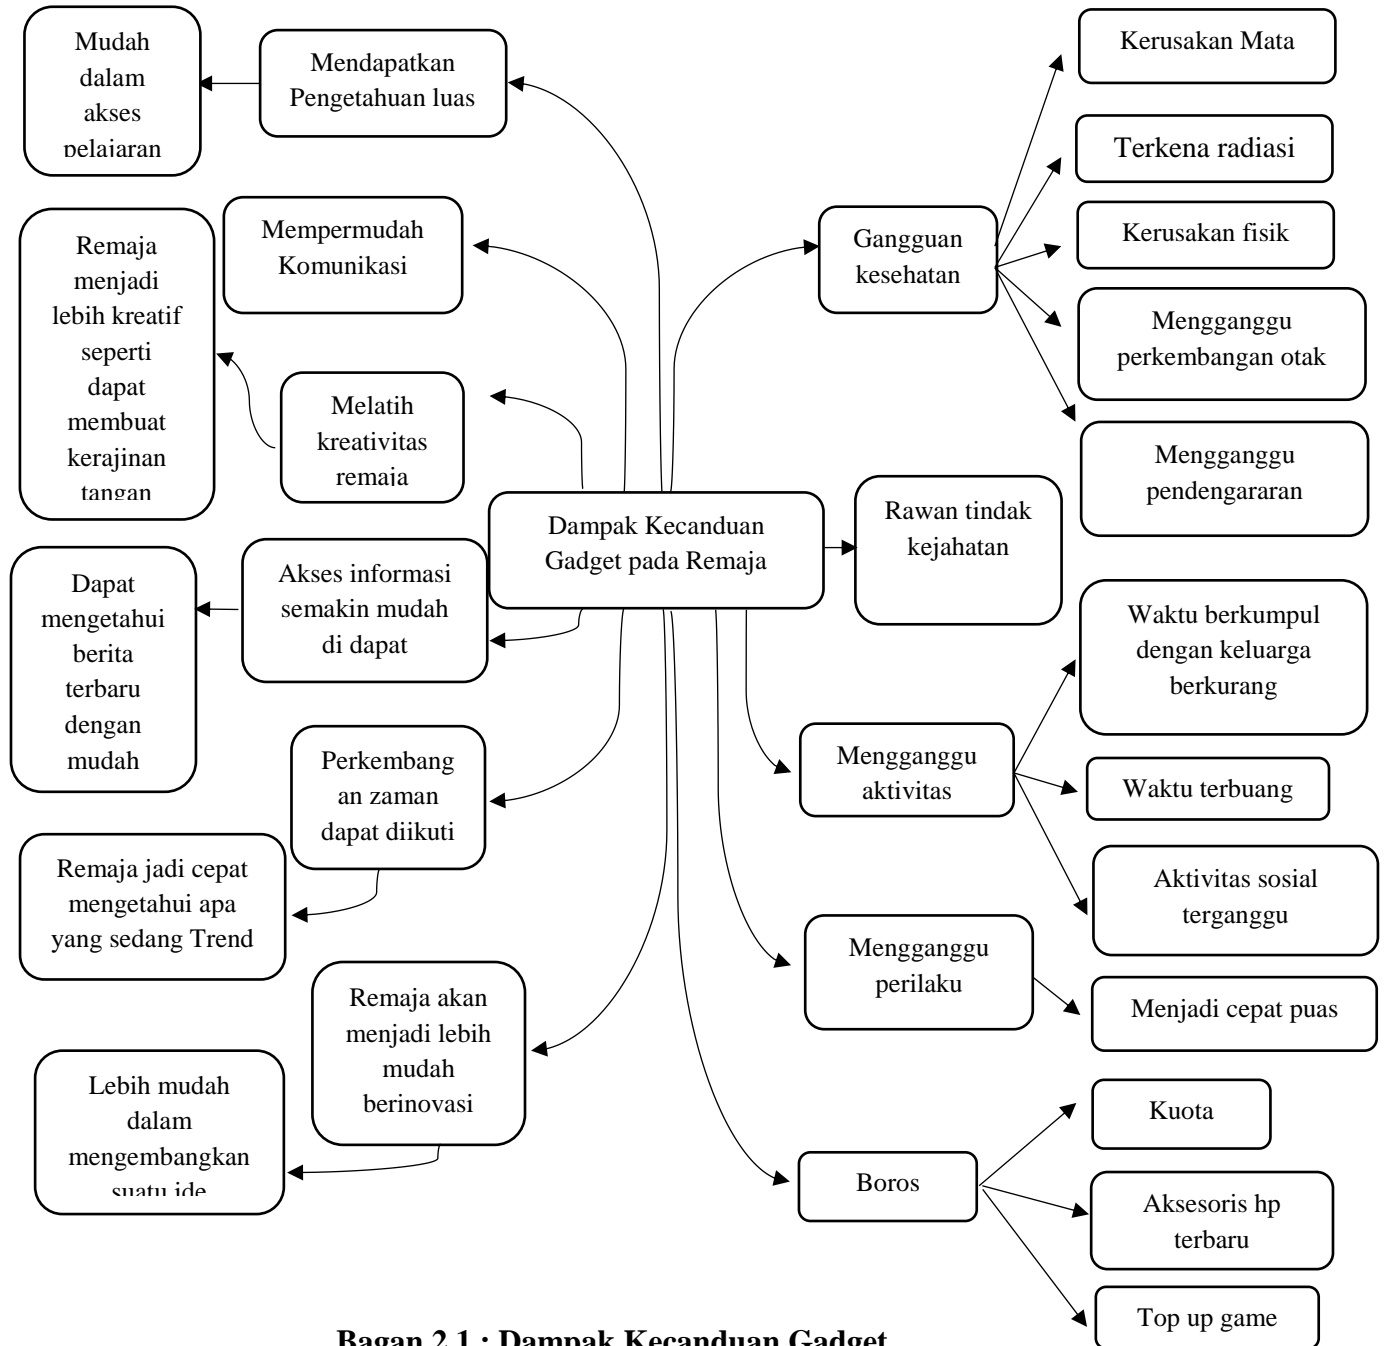 Mudah
dalam
akses
pelajaran
Mendapatkan
Pengetahuan luas
Mempermudah
Komunikasi
Remaja
menjadi
lebih kreatif
seperti
dapat
membuat
kerajinan
tangan
Melatih
kreativitas
remaja
Akses informasi
semakin mudah
di dapat
Dapat
mengetahui
berita
terbaru
dengan
mudah
Perkembang
an zaman
dapat diikuti
Remaja jadi cepat
mengetahui apa
yang sedang Trend
Remaja akan
menjadi lebih
mudah
berinovasi
Lebih mudah
dalam
mengembangkan
suatu ide
Dampak Kecanduan
Gadget pada Remaja
Gangguan
kesehatan
Kerusakan Mata
Terkena radiasi
Kerusakan fisik
Mengganggu
perkembangan otak
Mengganggu
pendengararan
Rawan tindak
kejahatan
Mengganggu
aktivitas
Waktu berkumpul
dengan keluarga
berkurang
Waktu terbuang
Aktivitas sosial
terganggu
Mengganggu
perilaku
Menjadi cepat puas
Boros
Kuota
Aksesoris hp
terbaru
Top up game
Bagan 2.1 : Dampak Kecanduan Gadget